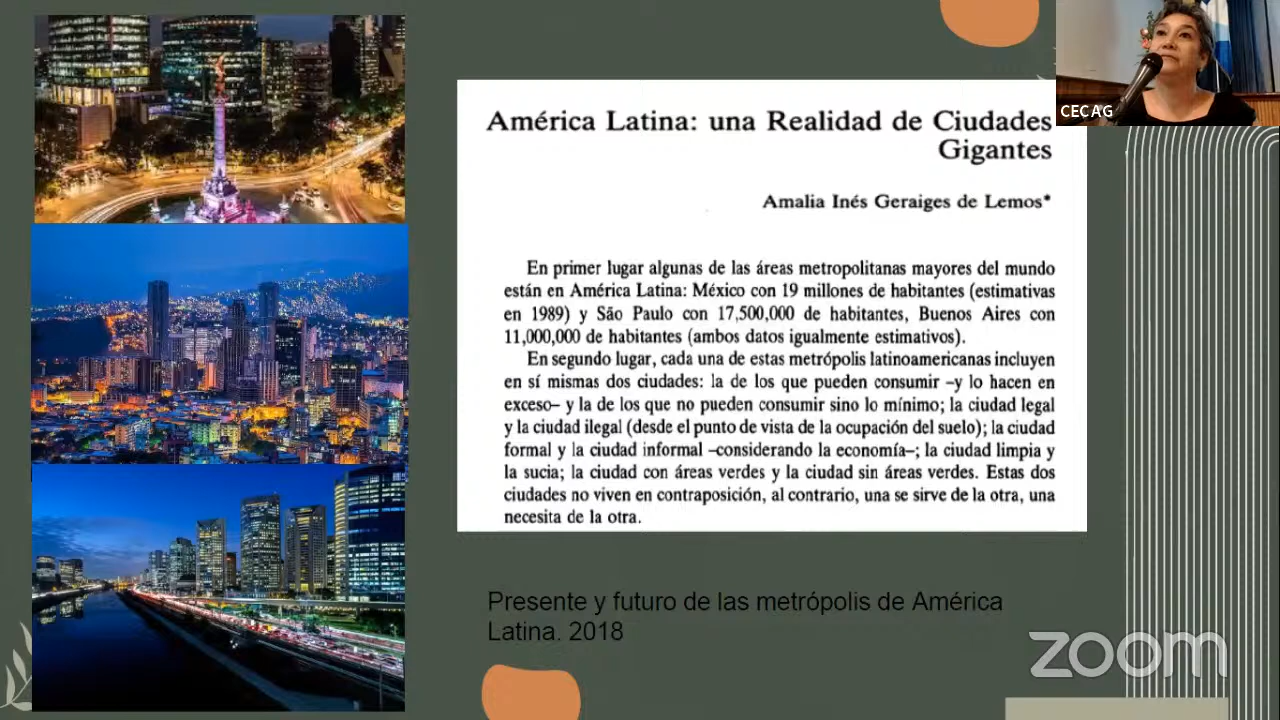 CECAG
América Latina: una Realidad de Ciudades
Gigantes
Amalia Inés Geraiges de Lemos*
En primer lugar algunas de las áreas metropolitanas mayores del mundo
están en América Latina: México con 19 millones de habitantes (estimativas
en 1989) y São Paulo con 17,500,000 de habitantes, Buenos Aires con
11,000,000 de habitantes (ambos datos igualmente estimativos).
En segundo lugar, cada una de estas metrópolis latinoamericanas incluyen
en sí mismas dos ciudades: la de los que pueden consumir –y lo hacen en
exceso– y la de los que no pueden consumir sino lo mínimo; la ciudad legal
y la ciudad ilegal (desde el punto de vista de la ocupación del suelo); la ciudad
formal y la ciudad informal –considerando la economía–; la ciudad limpia y
la sucia; la ciudad con áreas verdes y la ciudad sin áreas verdes. Estas dos
ciudades no viven en contraposición, al contrario, una se sirve de la otra, una
necesita de la otra.
Presente y futuro de las metrópolis de América
Latina. 2018
zoom